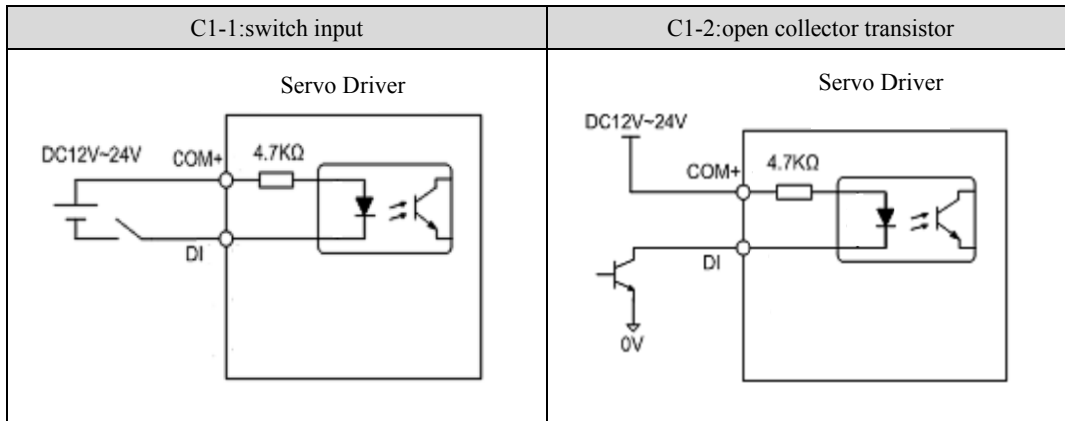 C1-1:switch input
C1-2:open collector transistor
Servo Driver
DC12V~24V
COM+
4.7KΩ
DI
Servo Driver
DC12V~24V
COM+
4.7KΩ
DI
0V